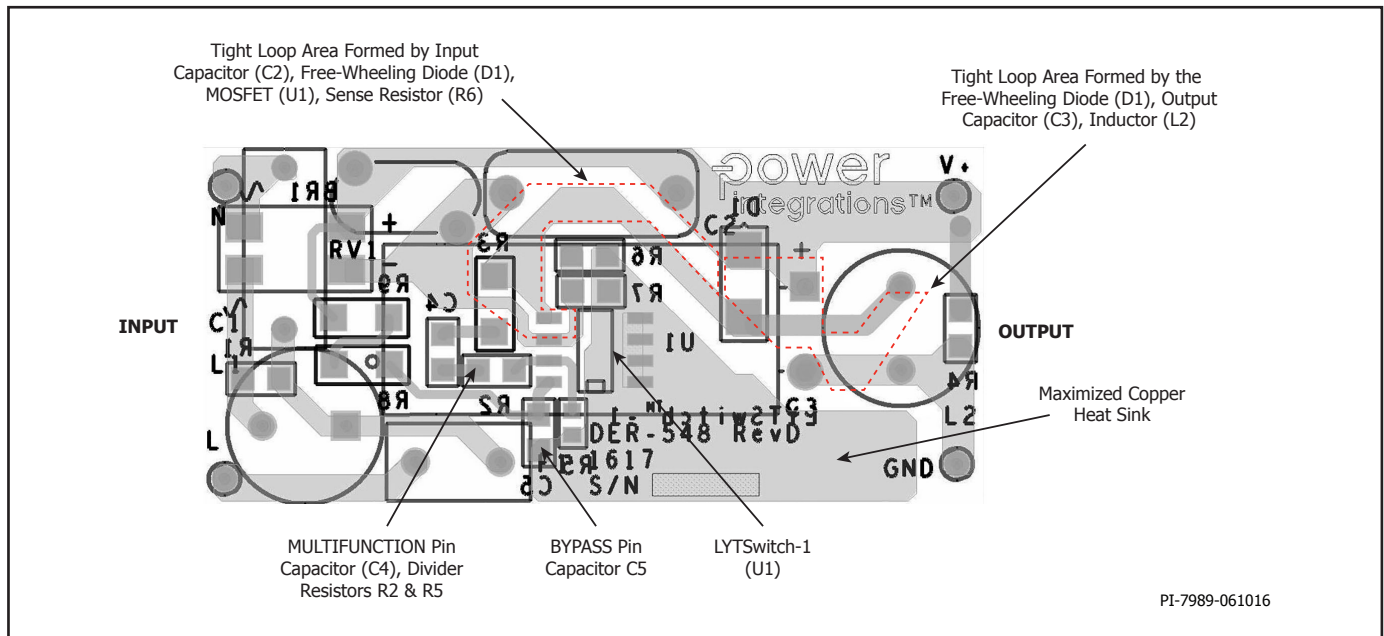 Tight Loop Area Formed by Input
Capacitor (C2), Free-Wheeling Diode (D1),
MOSFET (U1), Sense Resistor (R6)
Tight Loop Area Formed by the
Free-Wheeling Diode (D1), Output
Capacitor (C3), Inductor (L2)
power
integrations™
V+
N
BR1
+
RV1
-
R3
R6
R7
C2
D1
+
-
R9
C4
C1
R1
L1
INPUT
U1
OUTPUT
R4
R8
R2
C3
L2
Maximized Copper
Heat Sink
LYTSwitch™-1
DER-548 RevD
R5
1617
C5
S/N
L
GND
MULTIFUNCTION Pin
Capacitor (C4), Divider
Resistors R2 & R5
BYPASS Pin
Capacitor C5
LYTSwitch-1
(U1)
PI-7989-061016